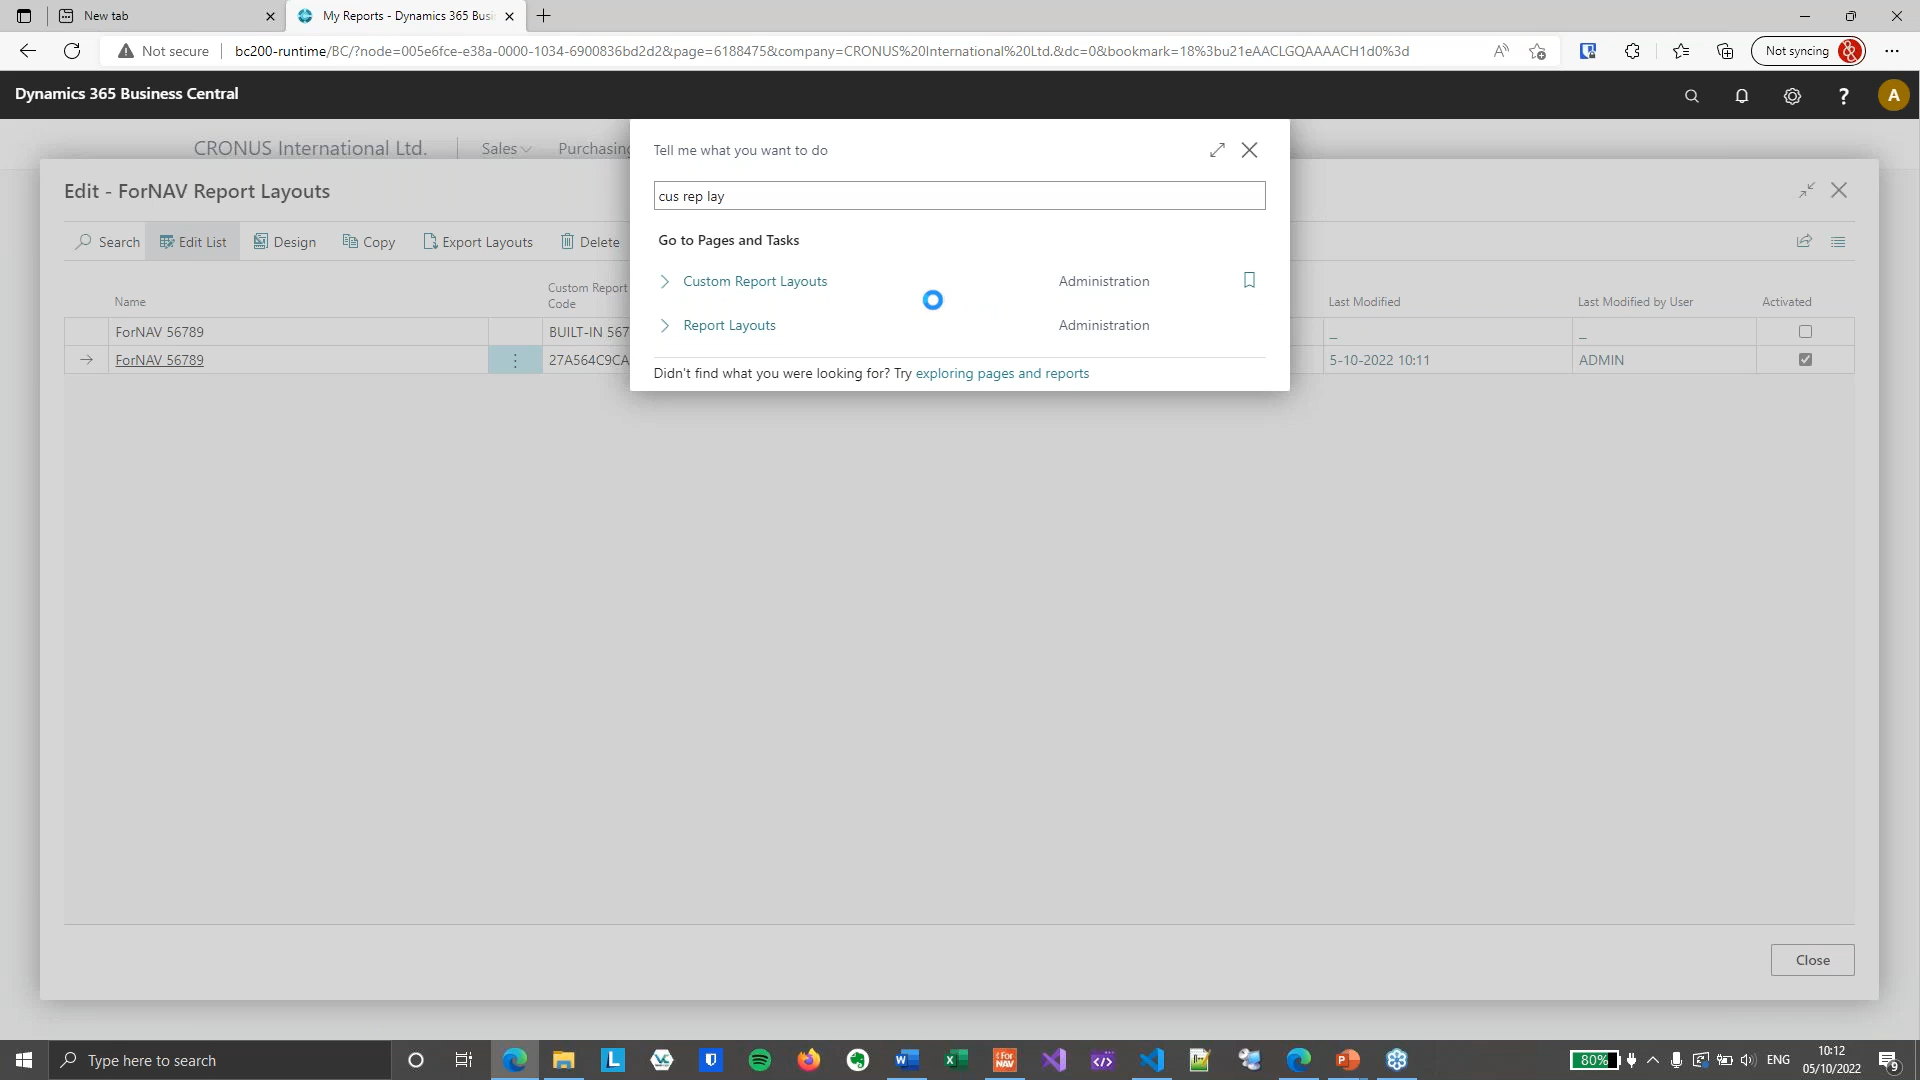 New tab
My Reports - Dynamics 365 Busi
Not secure
bc200-runtime/BC/?node=005e6fce-e38a-0000-1034-6900836bd2d2&page=6188475&company=CRONUS%20International%20Ltd.&dc=0&bookmark=18%3bu21eAACLGQAAAACH1d0%3d
Not syncing
Dynamics 365 Business Central
A
CRONUS International Ltd.
Sales
Purchasing
Tell me what you want to do
cus rep lay
Go to Pages and Tasks
Custom Report Layouts
Administration
Report Layouts
Administration
Didn't find what you were looking for? Try exploring pages and reports
Edit - ForNAV Report Layouts
Search
Edit List
Design
Copy
Export Layouts
Delete
Name
Custom Report
Code
Last Modified
Last Modified by User
Activated
ForNAV 56789
BUILT-IN 567
_
_
ForNAV 56789
27A564C9CA
5-10-2022 10:11
ADMIN
Close
Type here to search
80%
ENG
10:12
05/10/2022
9